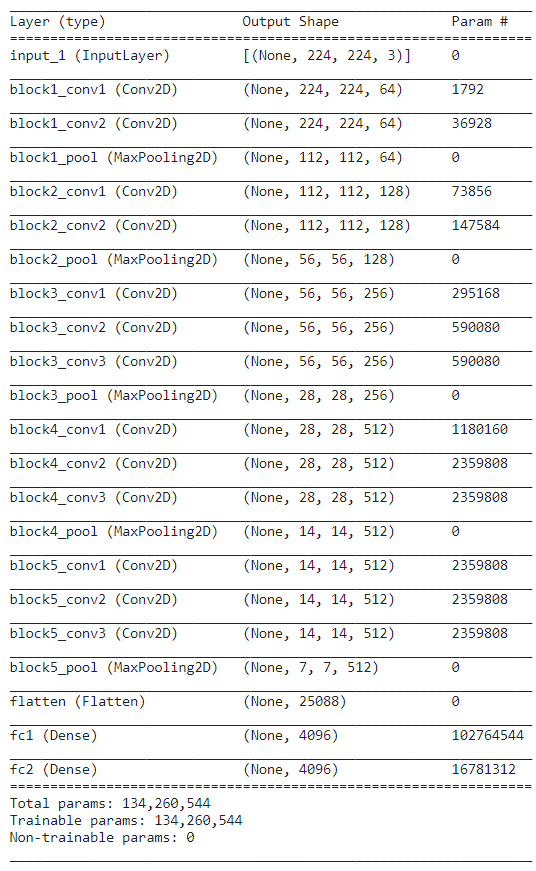 Layer (type) Output Shape Param #
input_1 (InputLayer) [(None, 224, 224, 3)] 0
block1_conv1 (Conv2D) (None, 224, 224, 64) 1792
block1_conv2 (Conv2D) (None, 224, 224, 64) 36928
block1_pool (MaxPooling2D) (None, 112, 112, 64) 0
block2_conv1 (Conv2D) (None, 112, 112, 128) 73856
block2_conv2 (Conv2D) (None, 112, 112, 128) 147584
block2_pool (MaxPooling2D) (None, 56, 56, 128) 0
block3_conv1 (Conv2D) (None, 56, 56, 256) 295168
block3_conv2 (Conv2D) (None, 56, 56, 256) 590080
block3_conv3 (Conv2D) (None, 56, 56, 256) 590080
block3_pool (MaxPooling2D) (None, 28, 28, 256) 0
block4_conv1 (Conv2D) (None, 28, 28, 512) 1180160
block4_conv2 (Conv2D) (None, 28, 28, 512) 2359808
block4_conv3 (Conv2D) (None, 28, 28, 512) 2359808
block4_pool (MaxPooling2D) (None, 14, 14, 512) 0
block5_conv1 (Conv2D) (None, 14, 14, 512) 2359808
block5_conv2 (Conv2D) (None, 14, 14, 512) 2359808
block5_conv3 (Conv2D) (None, 14, 14, 512) 2359808
block5_pool (MaxPooling2D) (None, 7, 7, 512) 0
flatten (Flatten) (None, 25088) 0
fc1 (Dense) (None, 4096) 102764544
fc2 (Dense) (None, 4096) 16781312
Total params: 134,260,544
Trainable params: 134,260,544
Non-trainable params: 0